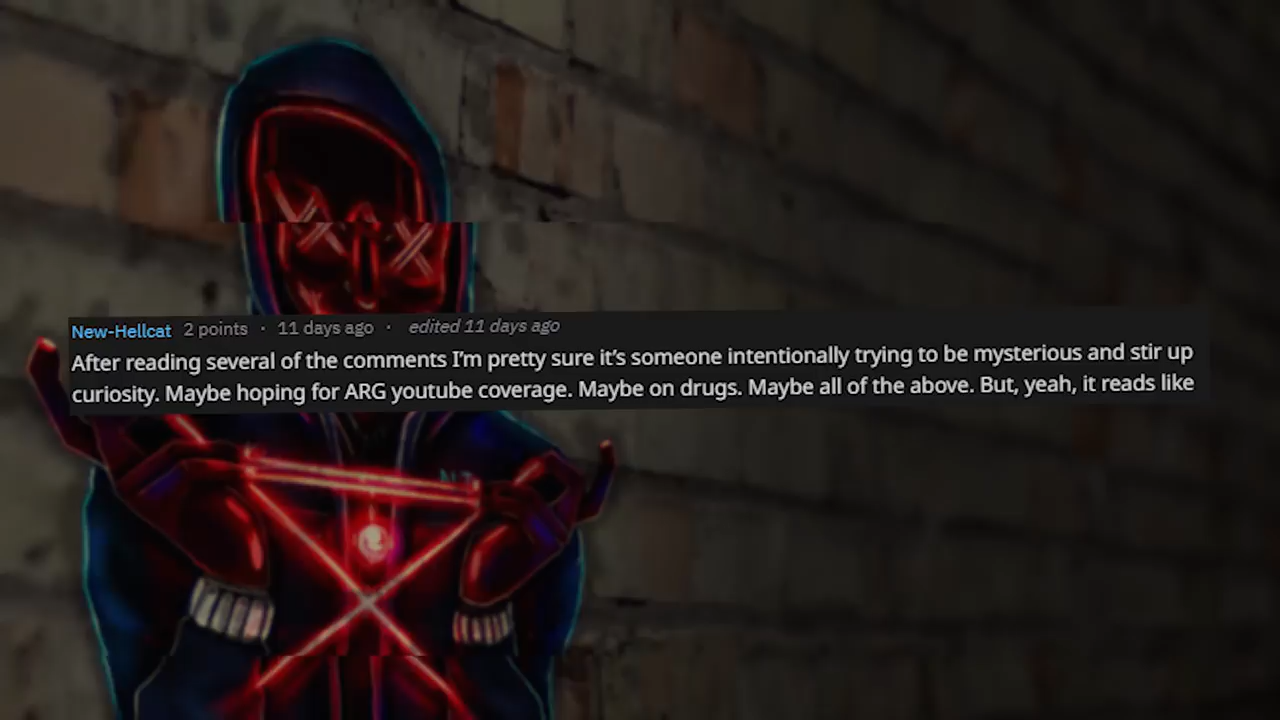 New-Hellcat 2 points · 11 days ago · edited 11 days ago
After reading several of the comments I'm pretty sure it's someone intentionally trying to be mysterious and stir up
curiosity. Maybe hoping for ARG youtube coverage. Maybe on drugs. Maybe all of the above. But, yeah, it reads like